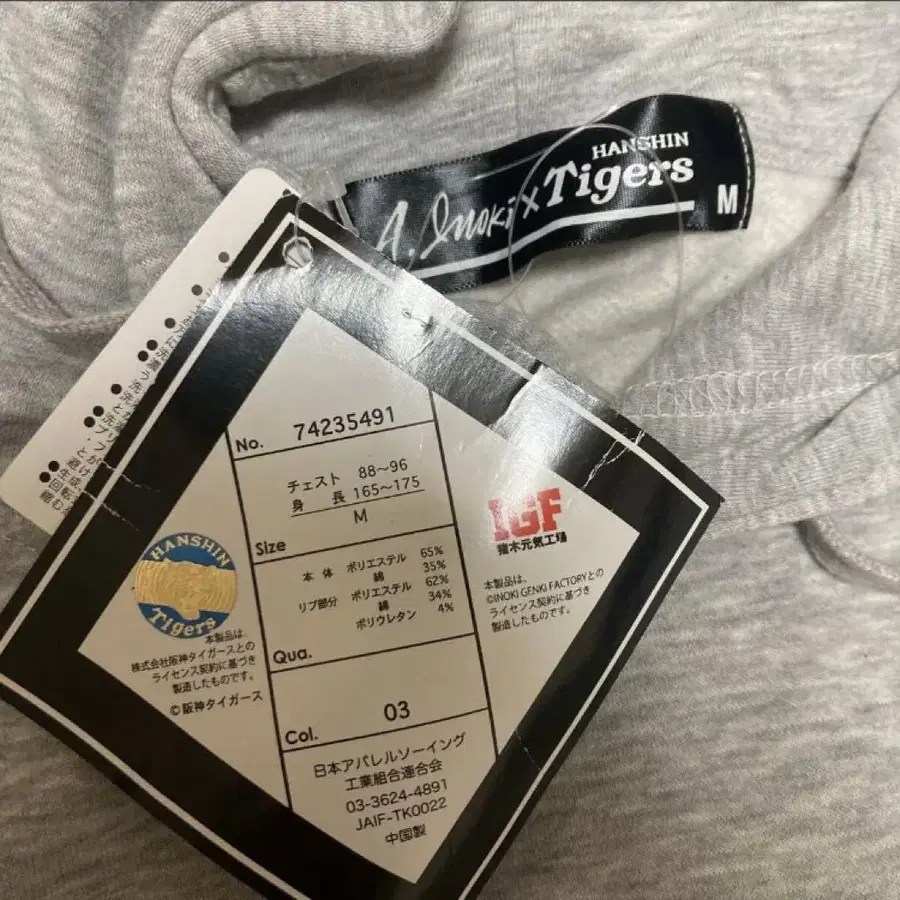 HANSHIN
A. Inoki x Tigers
M
No. 74235491
チェスト 88〜96
身 長 165〜175
M
Size
本 体 ポリエステル 65%
綿 35%
リブ部分 ポリエステル 62%
綿 34%
ポリウレタン 4%
Qua.
Col. 03
日本アパレルソーイング
工業組合連合会
03-3624-4891
JAIF-TK0022
中国製
HANSHIN
Tigers
本製品は、
株式会社阪神タイガースとの
ライセンス契約に基づき
製造したものです。
©阪神タイガース
IGF
猪木元気工場
本製品は、
©INOKI GENKI FACTORYとの
ライセンス契約に基づき
製造したものです。